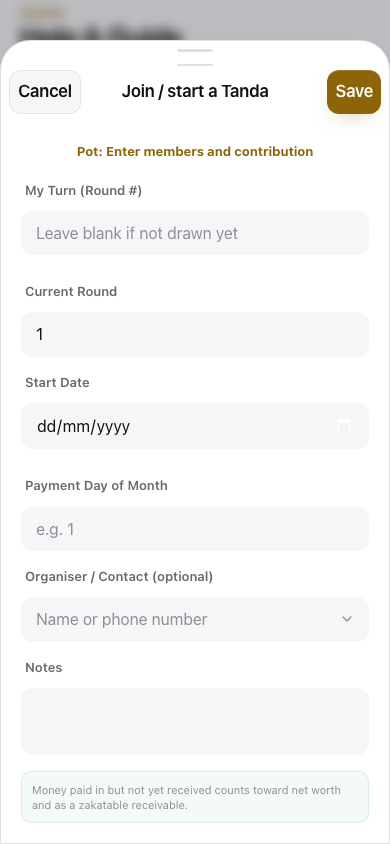 Cancel
Join / start a Tanda
Save
Pot: Enter members and contribution
My Turn (Round #)
Leave blank if not drawn yet
Current Round
1
Start Date
dd/mm/yyyy
Payment Day of Month
e.g. 1
Organiser / Contact (optional)
Name or phone number
Notes
Money paid in but not yet received counts toward net worth
and as a zakatable receivable.